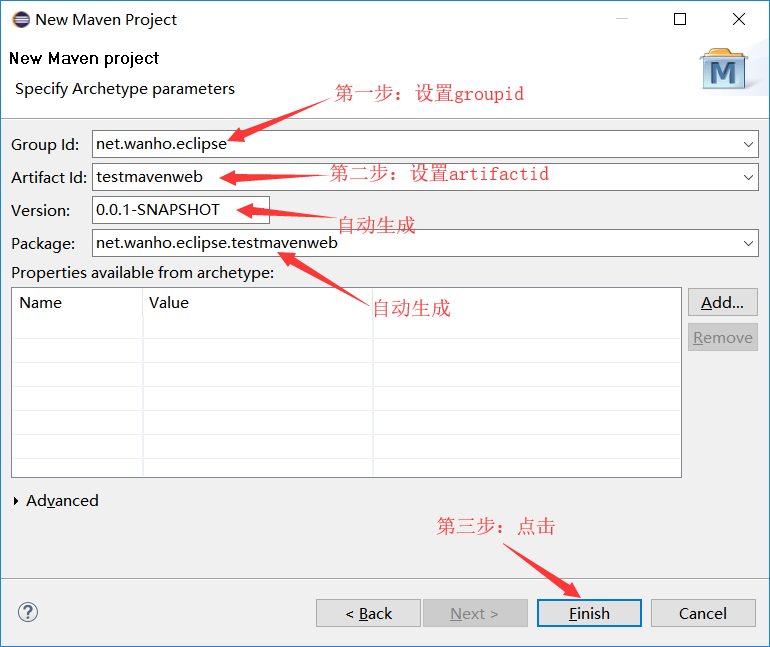 New Maven Project
New Maven project
Specify Archetype parameters
M
第一步：设置groupid
Group Id: net.wanho.eclipse
Artifact Id: testmavenweb
第二步：设置artifactid
Version: 0.0.1-SNAPSHOT
自动生成
Package: net.wanho.eclipse.testmavenweb
Properties available from archetype:
自动生成
Name Value
Add...
Remove
Advanced
第三步：点击
? < Back Next > Finish Cancel